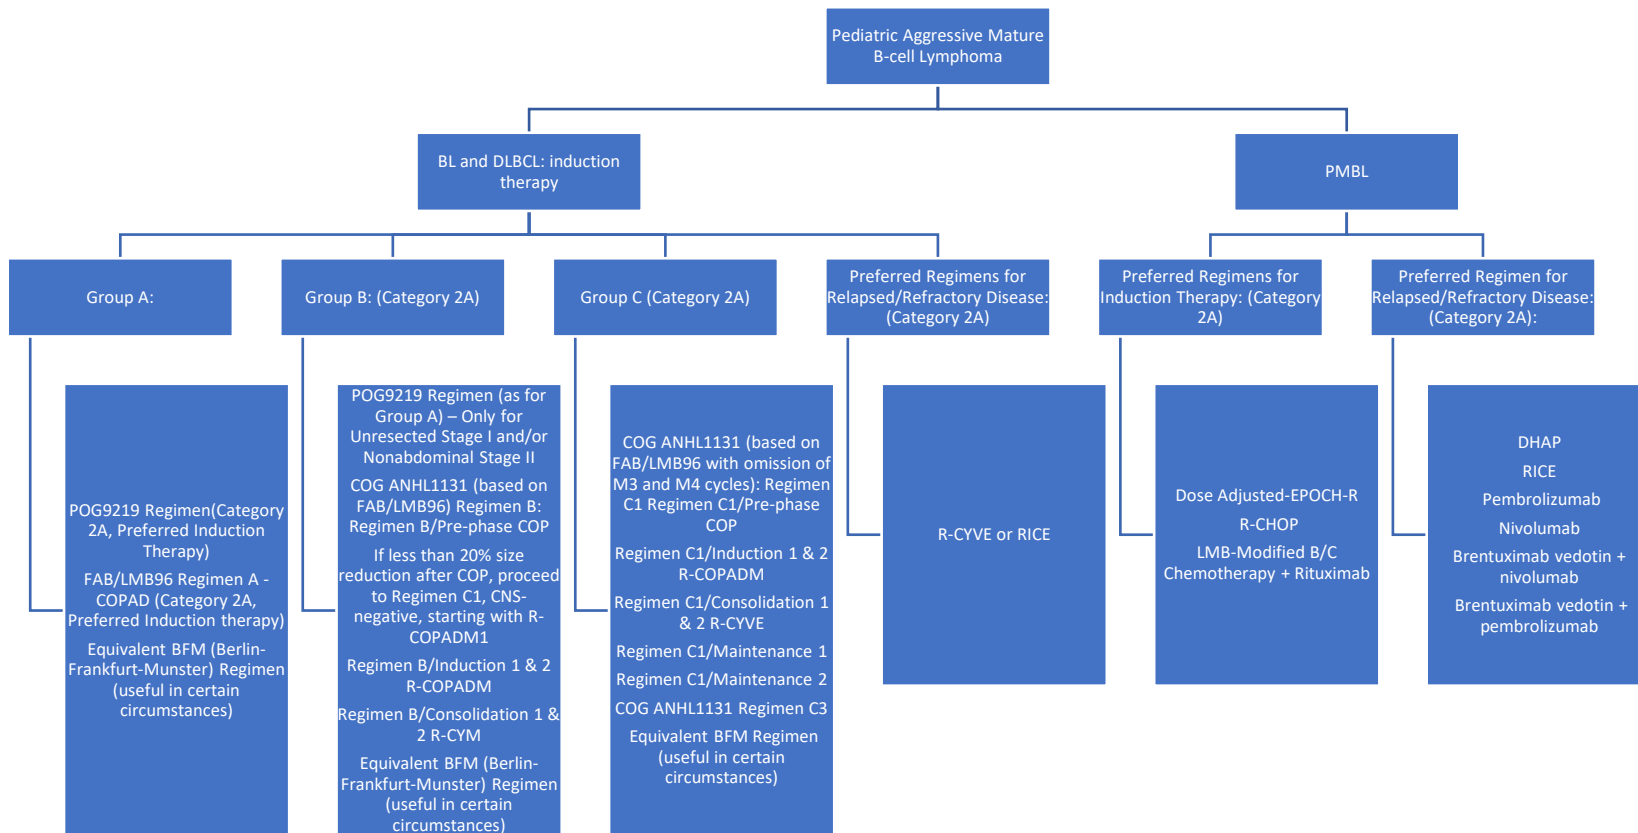 Pediatric Aggressive Mature
B-cell Lymphoma
BL and DLBCL: induction
therapy
PMBL
Group A:
Group B: (Category 2A)
Group C (Category 2A)
Preferred Regimens for
Relapsed/Refractory Disease:
(Category 2A)
Preferred Regimens for
Induction Therapy: (Category
2A)
Preferred Regimen for
Relapsed/Refractory Disease:
(Category 2A):
POG9219 Regimen(Category
2A, Preferred Induction
Therapy)
FAB/LMB96 Regimen A -
COPAD (Category 2A,
Preferred Induction therapy)
Equivalent BFM (Berlin-
Frankfurt-Munster) Regimen
(useful in certain
circumstances)
POG9219 Regimen (as for
Group A) – Only for
Unresected Stage I and/or
Nonabdominal Stage II
COG ANHL1131 (based on
FAB/LMB96) Regimen B:
Regimen B/Pre-phase COP
If less than 20% size
reduction after COP, proceed
to Regimen C1, CNS-
negative, starting with R-
COPADM1
Regimen B/Induction 1 & 2
R-COPADM
Regimen B/Consolidation 1 &
2 R-CYM
Equivalent BFM (Berlin-
Frankfurt-Munster) Regimen
(useful in certain
circumstances)
COG ANHL1131 (based on
FAB/LMB96 with omission of
M3 and M4 cycles): Regimen
C1 Regimen C1/Pre-phase
COP
Regimen C1/Induction 1 & 2
R-COPADM
Regimen C1/Consolidation 1
& 2 R-CYVE
Regimen C1/Maintenance 1
Regimen C1/Maintenance 2
COG ANHL1131 Regimen C3
Equivalent BFM Regimen
(useful in certain
circumstances)
R-CYVE or RICE
Dose Adjusted-EPOCH-R
R-CHOP
LMB-Modified B/C
Chemotherapy + Rituximab
DHAP
RICE
Pembrolizumab
Nivolumab
Brentuximab vedotin +
nivolumab
Brentuximab vedotin +
pembrolizumab